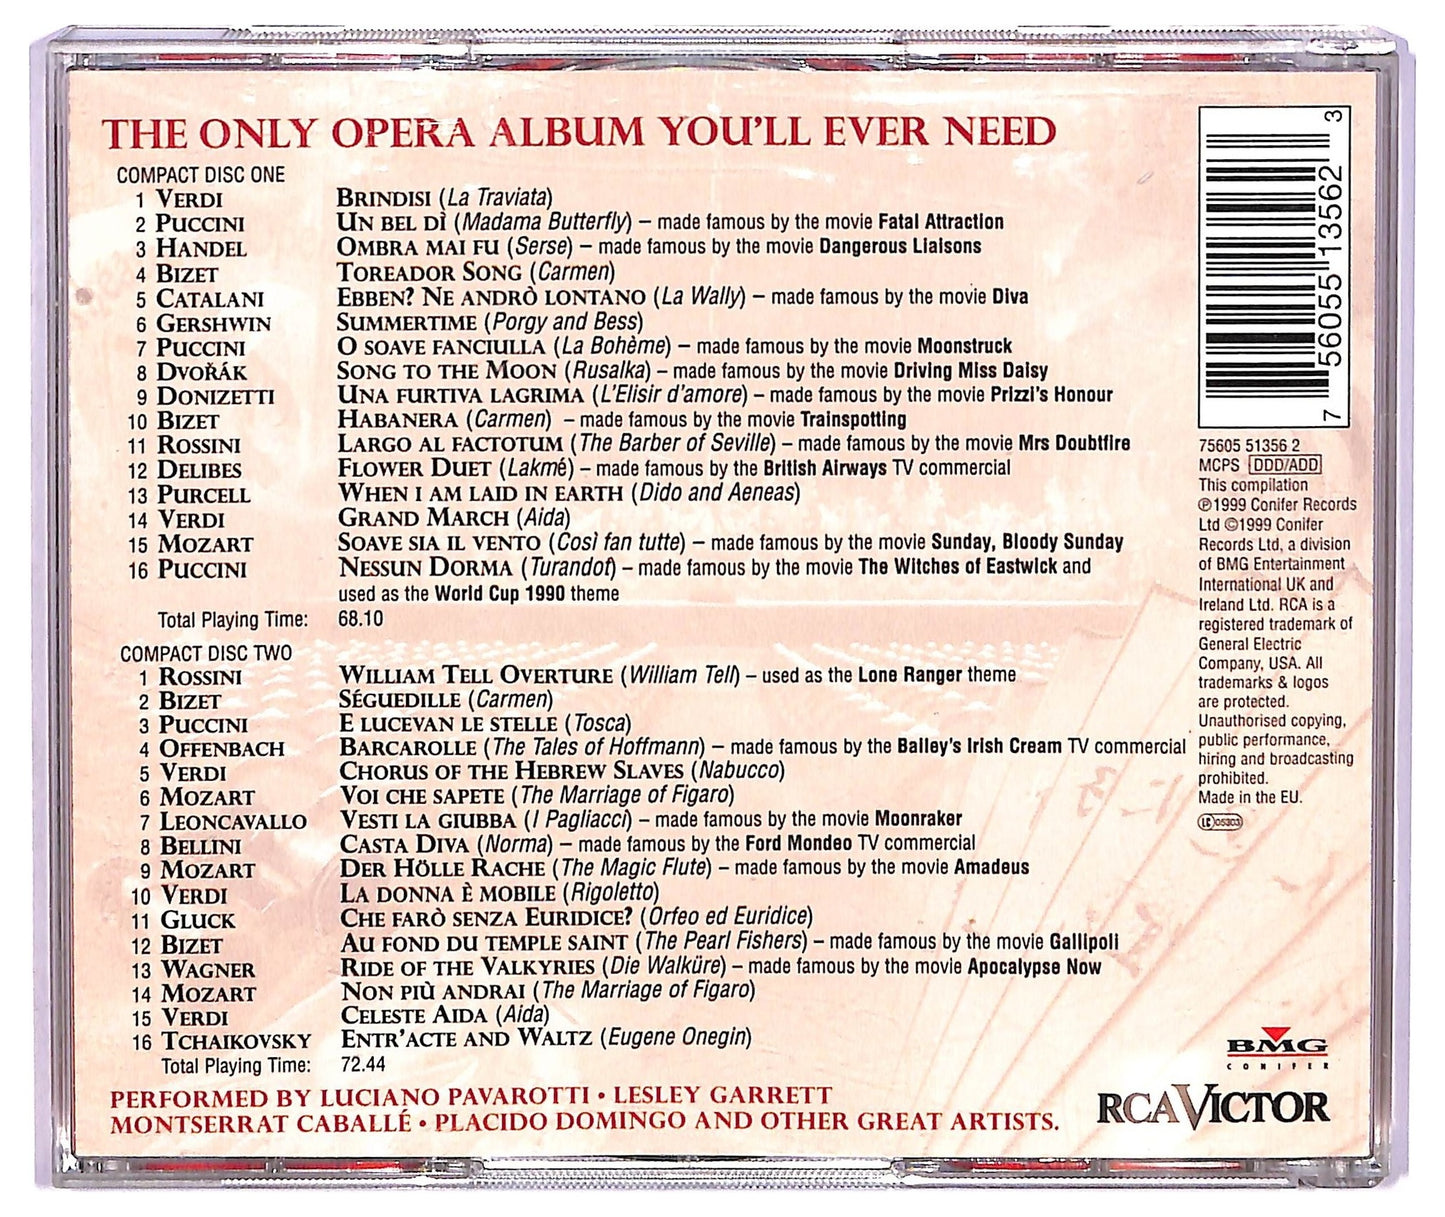 THE ONLY OPERA ALBUM YOU'LL EVER NEED
COMPACT DISC ONE
1 VERDI BRINDISI (La Traviata)
2 PUCCINI UN BEL DÌ (Madama Butterfly) – made famous by the movie Fatal Attraction
3 HANDEL OMBRA MAI FU (Serse) – made famous by the movie Dangerous Liaisons
4 BIZET TOREADOR SONG (Carmen)
5 CATALANI EBBEN? NE ANDRÒ LONTANO (La Wally) – made famous by the movie Diva
6 GERSHWIN SUMMERTIME (Porgy and Bess)
7 PUCCINI O SOAVE FANCIULLA (La Bohème) – made famous by the movie Moonstruck
8 DVOŘÁK SONG TO THE MOON (Rusalka) – made famous by the movie Driving Miss Daisy
9 DONIZETTI UNA FURTIVA LAGRIMA (L'Elisir d'amore) – made famous by the movie Prizzi's Honour
10 BIZET HABANERA (Carmen) – made famous by the movie Trainspotting
11 ROSSINI LARGO AL FACTOTUM (The Barber of Seville) – made famous by the movie Mrs Doubtfire
12 DELIBES FLOWER DUET (Lakmé) – made famous by the British Airways TV commercial
13 PURCELL WHEN I AM LAID IN EARTH (Dido and Aeneas)
14 VERDI GRAND MARCH (Aida)
15 MOZART SOAVE SIA IL VENTO (Così fan tutte) – made famous by the movie Sunday, Bloody Sunday
16 PUCCINI NESSUN DORMA (Turandot) – made famous by the movie The Witches of Eastwick and
used as the World Cup 1990 theme
Total Playing Time: 68.10
COMPACT DISC TWO
1 ROSSINI WILLIAM TELL OVERTURE (William Tell) – used as the Lone Ranger theme
2 BIZET SÉGUEDILLE (Carmen)
3 PUCCINI E LUCEVAN LE STELLE (Tosca)
4 OFFENBACH BARCAROLLE (The Tales of Hoffmann) – made famous by the Bailey's Irish Cream TV commercial
5 VERDI CHORUS OF THE HEBREW SLAVES (Nabucco)
6 MOZART VOI CHE SAPETE (The Marriage of Figaro)
7 LEONCAVALLO VESTI LA GIUBBA (I Pagliacci) – made famous by the movie Moonraker
8 BELLINI CASTA DIVA (Norma) – made famous by the Ford Mondeo TV commercial
9 MOZART DER HÖLLE RACHE (The Magic Flute) – made famous by the movie Amadeus
10 VERDI LA DONNA È MOBILE (Rigoletto)
11 GLUCK CHE FARÒ SENZA EURIDICE? (Orfeo ed Euridice)
12 BIZET AU FOND DU TEMPLE SAINT (The Pearl Fishers) – made famous by the movie Gallipoli
13 WAGNER RIDE OF THE VALKYRIES (Die Walküre) – made famous by the movie Apocalypse Now
14 MOZART NON PIÙ ANDRAI (The Marriage of Figaro)
15 VERDI CELESTE AIDA (Aida)
16 TCHAIKOVSKY ENTR'ACTE AND WALTZ (Eugene Onegin)
Total Playing Time: 72.44
PERFORMED BY LUCIANO PAVAROTTI • LESLEY GARRETT
MONTSERRAT CABALLÉ • PLACIDO DOMINGO AND OTHER GREAT ARTISTS.
7 56055 13562 3
75605 51356 2
MCPS DDD/ADD
This compilation
℗1999 Conifer Records
Ltd ©1999 Conifer
Records Ltd, a division
of BMG Entertainment
International UK and
Ireland Ltd. RCA is a
registered trademark of
General Electric
Company, USA. All
trademarks & logos
are protected.
Unauthorised copying,
public performance,
hiring and broadcasting
prohibited.
Made in the EU.
LC 05303
BMG
CONIFER
RCA VICTOR